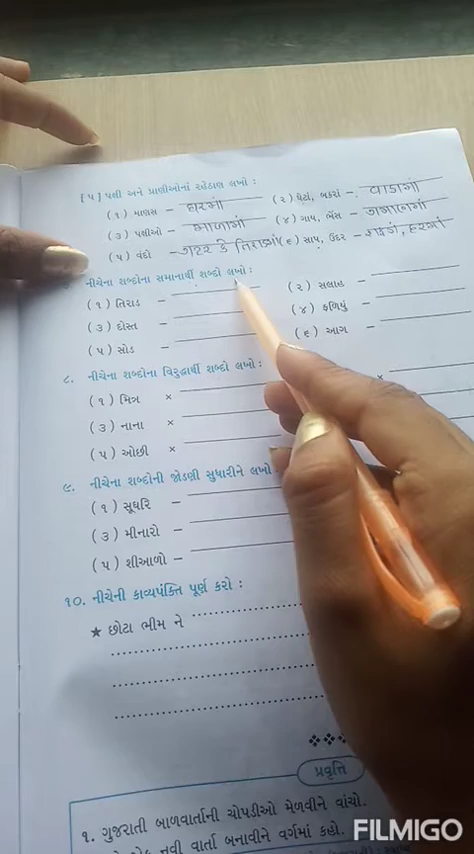 [૫] પક્ષી અને પ્રાણીઓનાં રહેઠાણ લખો :
(૧) માણસ - ઘરમાં (૨) ઘેટાં, બકરાં - વાડામાં
(૩) પક્ષીઓ - માળામાં (૪) ગાય, ભેંસ - ગમાણમાં
(૫) વંદો - ગટર કે તિરાડમાં (૬) સાપ, ઉંદર - દરમાં
નીચેના શબ્દોના સમાનાર્થી શબ્દો લખો :
(૧) તિરાડ - (૨) સલાહ -
(૩) દોસ્ત - (૪) ફળિયું -
(૫) સોડ - (૬) આગ -
૮. નીચેના શબ્દોના વિરુદ્ધાર્થી શબ્દો લખો :
(૧) મિત્ર × ×
(૩) નાના ×
(૫) ઓછી ×
૯. નીચેના શબ્દોની જોડણી સુધારીને લખો
(૧) સૂધરિ -
(૩) મીનારો -
(૫) શીઆળો -
૧૦. નીચેની કાવ્યપંક્તિ પૂર્ણ કરો :
★ છોટા ભીમ ને
પ્રવૃત્તિ
૧. ગુજરાતી બાળવાર્તાની ચોપડીઓ મેળવીને વાંચો.
નવી વાર્તા બનાવીને વર્ગમાં કહો.
FILMIGO